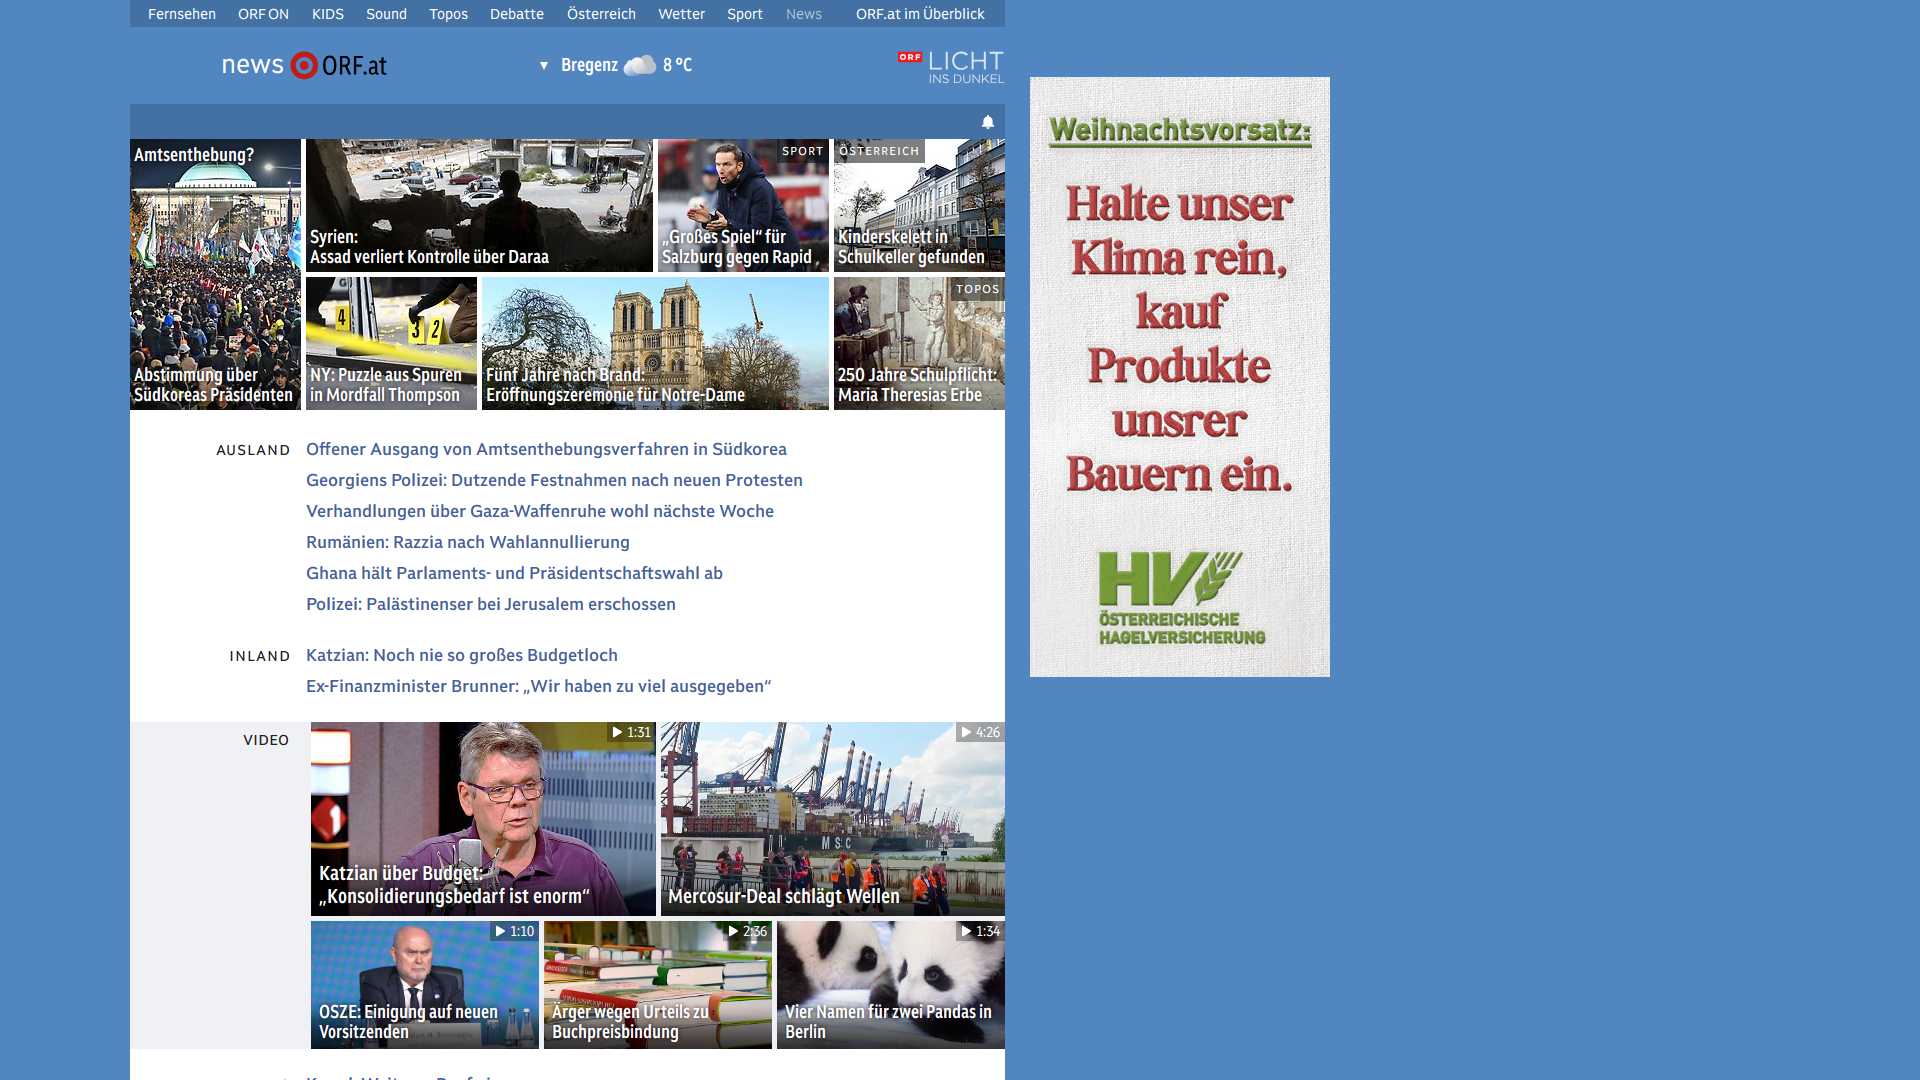 Fernsehen ORF ON KIDS Sound Topos Debatte Österreich Wetter Sport News ORF.at im Überblick
news ORF.at
Bregenz 8 °C
ORF LICHT
INS DUNKEL
Amtsenthebung?
Abstimmung über
Südkoreas Präsidenten
Syrien:
Assad verliert Kontrolle über Daraa
SPORT
„Großes Spiel“ für
Salzburg gegen Rapid
ÖSTERREICH
Kinderskelett in
Schulkeller gefunden
4 3 2
NY: Puzzle aus Spuren
in Mordfall Thompson
Fünf Jahre nach Brand:
Eröffnungszeremonie für Notre-Dame
TOPOS
250 Jahre Schulpflicht:
Maria Theresias Erbe
AUSLAND
Offener Ausgang von Amtsenthebungsverfahren in Südkorea
Georgiens Polizei: Dutzende Festnahmen nach neuen Protesten
Verhandlungen über Gaza-Waffenruhe wohl nächste Woche
Rumänien: Razzia nach Wahlannullierung
Ghana hält Parlaments- und Präsidentschaftswahl ab
Polizei: Palästinenser bei Jerusalem erschossen
INLAND
Katzian: Noch nie so großes Budgetloch
Ex-Finanzminister Brunner: „Wir haben zu viel ausgegeben“
VIDEO
1:31
1
Katzian über Budget:
„Konsolidierungsbedarf ist enorm“
4:26
MSC
Mercosur-Deal schlägt Wellen
1:10
OSZE: Einigung auf neuen
Vorsitzenden
2:36
Ärger wegen Urteils zu
Buchpreisbindung
1:34
Vier Namen für zwei Pandas in
Berlin
Weihnachtsvorsatz:
Halte unser
Klima rein,
kauf
Produkte
unsrer
Bauern ein.
HV
ÖSTERREICHISCHE
HAGELVERSICHERUNG